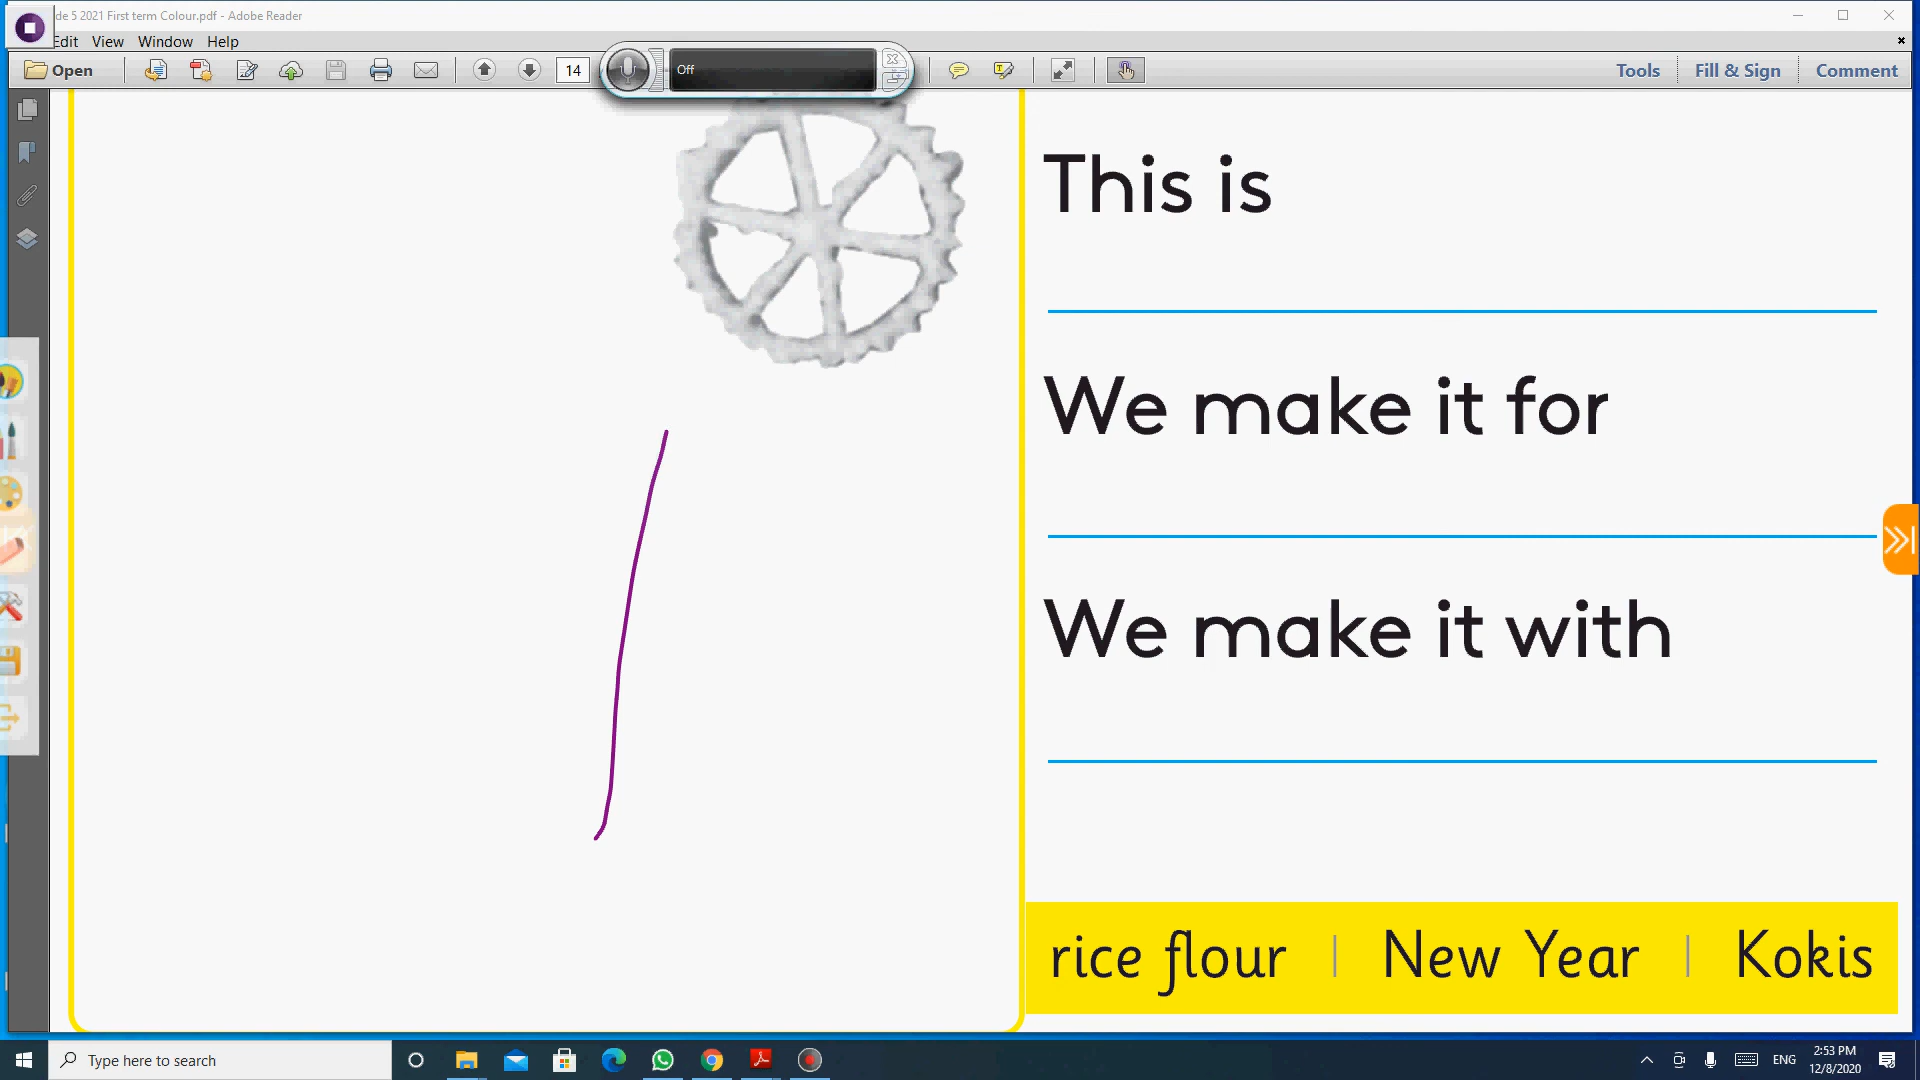 de 5 2021 First term Colour.pdf - Adobe Reader
Edit View Window Help
Open 14 Off Tools Fill & Sign Comment
This is
We make it for
We make it with
rice flour | New Year | Kokis
Type here to search
ENG 2:53 PM
12/8/2020